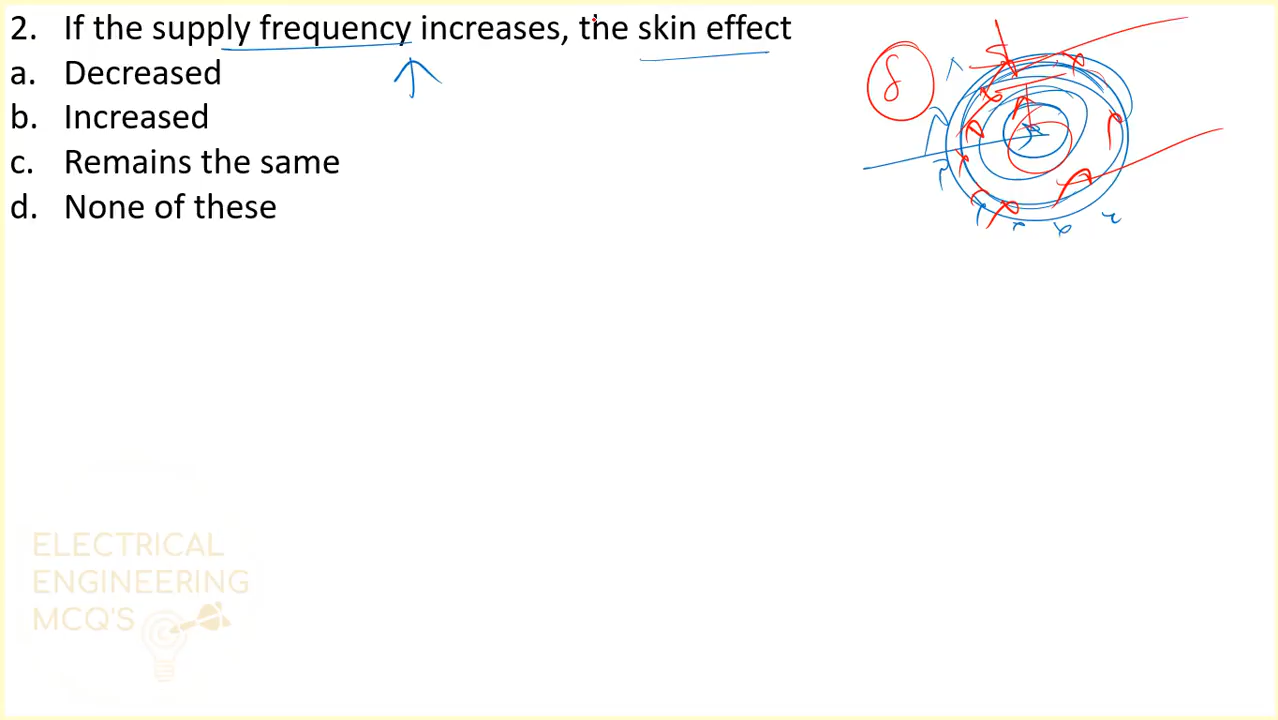 2. If the supply frequency increases, the skin effect
a. Decreased
b. Increased
c. Remains the same
d. None of these
δ
ELECTRICAL
ENGINEERING
MCQ'S